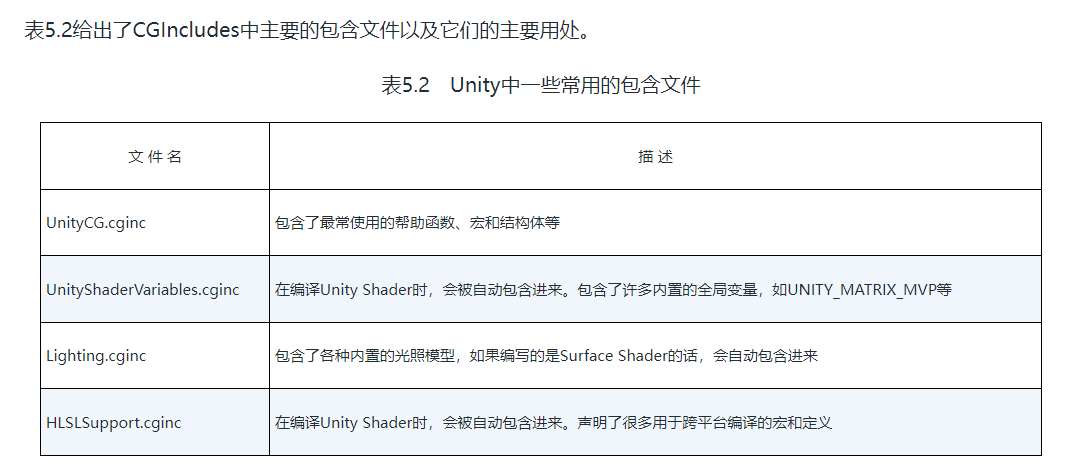 表5.2给出了CGIncludes中主要的包含文件以及它们的主要用处。
表5.2 Unity中一些常用的包含文件
文 件 名 描 述
UnityCG.cginc 包含了最常使用的帮助函数、宏和结构体等
UnityShaderVariables.cginc 在编译Unity Shader时，会被自动包含进来。包含了许多内置的全局变量，如UNITY_MATRIX_MVP等
Lighting.cginc 包含了各种内置的光照模型，如果编写的是Surface Shader的话，会自动包含进来
HLSLSupport.cginc 在编译Unity Shader时，会被自动包含进来。声明了很多用于跨平台编译的宏和定义